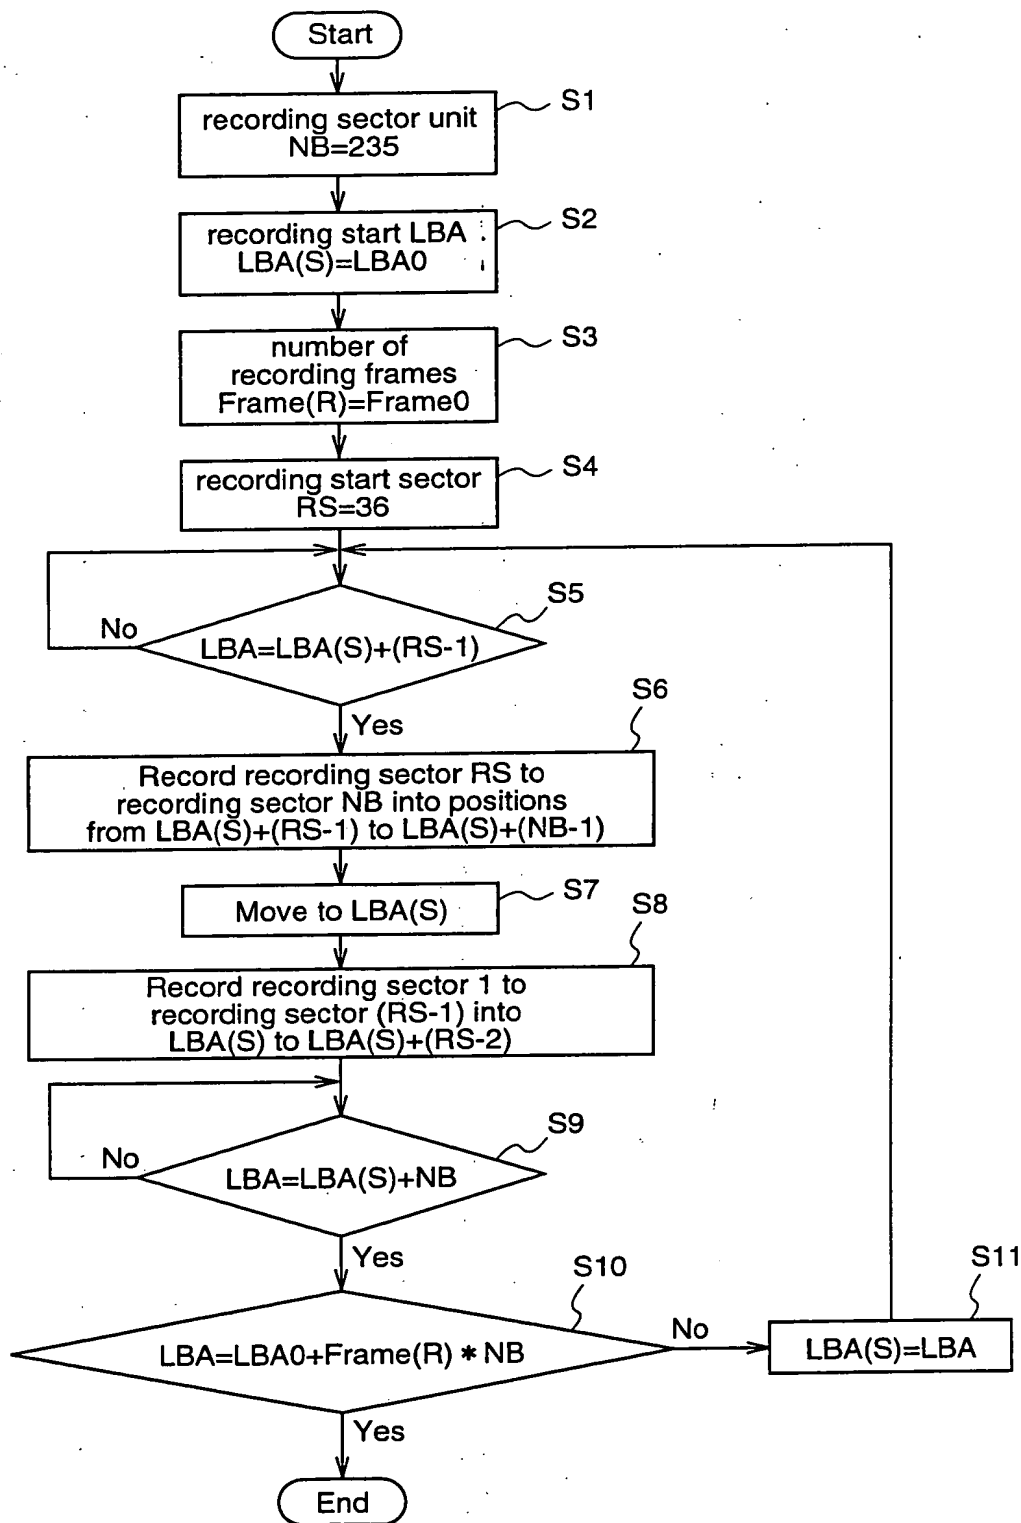 Start
recording sector unit
NB=235
S1
recording start LBA
LBA(S)=LBA0
S2
number of
recording frames
Frame(R)=Frame0
S3
recording start sector
RS=36
S4
LBA=LBA(S)+(RS-1)
S5
No
Yes
S6
Record recording sector RS to
recording sector NB into positions
from LBA(S)+(RS-1) to LBA(S)+(NB-1)
Move to LBA(S)
S7
S8
Record recording sector 1 to
recording sector (RS-1) into
LBA(S) to LBA(S)+(RS-2)
S9
No
LBA=LBA(S)+NB
Yes
S10
LBA=LBA0+Frame(R)*NB
No
S11
LBA(S)=LBA
Yes
End